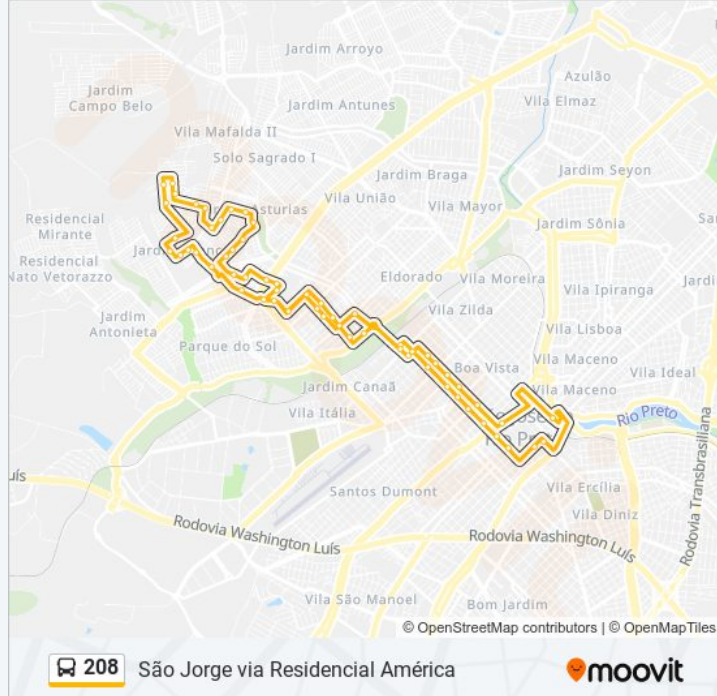 Jardim Arroyo
Azulão
Jardim
Campo Belo
Jardim Antunes
Vila Elmaz
Vila Mafalda II
Solo Sagrado I
Jardim Braga
Jardim Seyon
Vila União
Vila Mayor
Asturias
Residencial
Mirante
Jardim Sônia
Residencial
Nato Vetorazzo
Eldorado
Vila Moreira
Vila Ipiranga
Jardim
Antonieta
Vila Zilda
Vila Lisboa
Parque do Sol
Boa Vista
Vila Maceno
Vila Ideal
Jardim Canaã
Vila Maceno
Vila Itália
Rio Preto
Santos Dumont
Vila Ercília
Vila Diniz
Rodovia Transbrasiliana
Rodovia Washington Luís
Rodovia Washington Luís
Vila São Manoel
Bom Jardim
© OpenStreetMap contributors | © OpenMapTiles
208 São Jorge via Residencial América
moovit